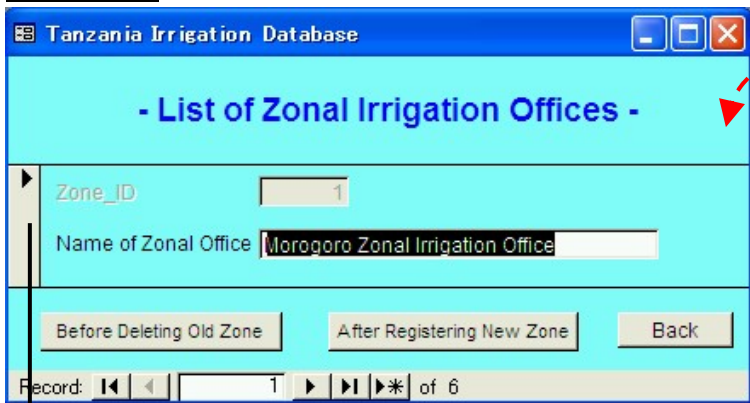 Tanzania Irrigation Database
- List of Zonal Irrigation Offices -
Zone_ID 1
Name of Zonal Office Morogoro Zonal Irrigation Office
Before Deleting Old Zone After Registering New Zone Back
Record: 1 of 6